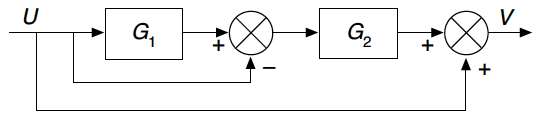 U G₁ + − G₂ + + V